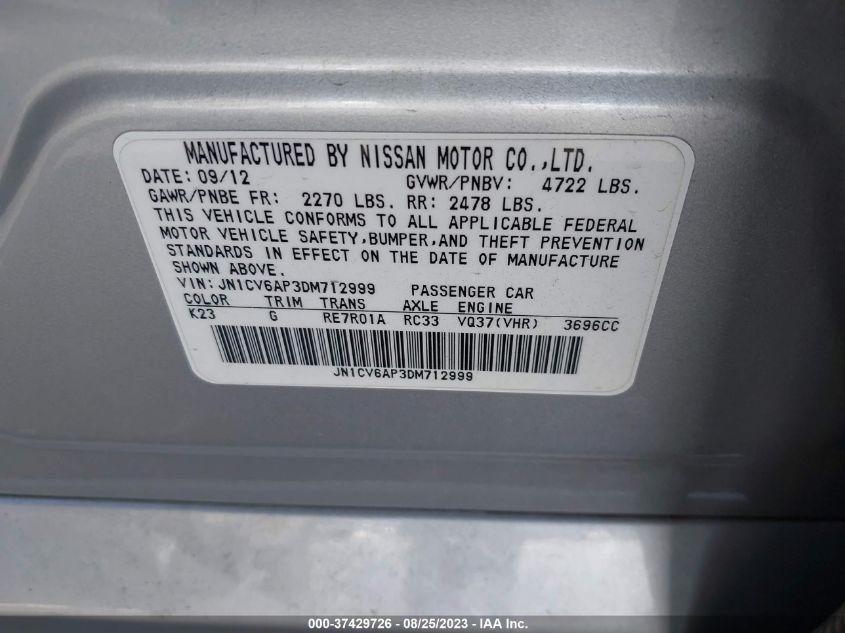 MANUFACTURED BY NISSAN MOTOR CO.,LTD.
DATE: 09/12 GVWR/PNBV: 4722 LBS.
GAWR/PNBE FR: 2270 LBS. RR: 2478 LBS.
THIS VEHICLE CONFORMS TO ALL APPLICABLE FEDERAL
MOTOR VEHICLE SAFETY,BUMPER,AND THEFT PREVENTION
STANDARDS IN EFFECT ON THE DATE OF MANUFACTURE
SHOWN ABOVE.
VIN: JN1CV6AP3DM712999 PASSENGER CAR
COLOR TRIM TRANS AXLE ENGINE
K23 G RE7R01A RC33 VQ37(VHR) 3696CC
JN1CV6AP3DM712999
000-37429726 - 08/25/2023 - © IAA Holdings, Inc.